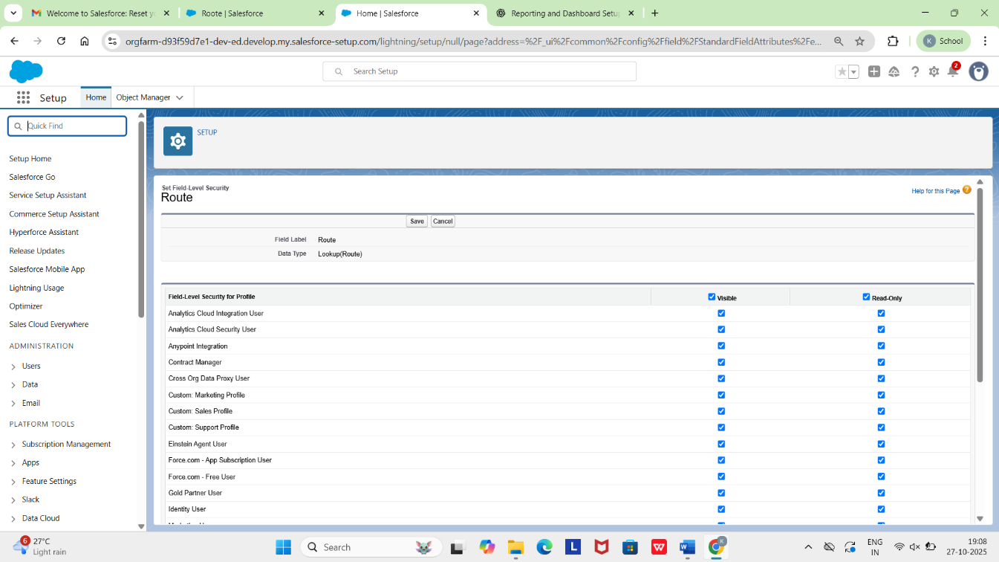 Welcome to Salesforce: Reset yo
Roote | Salesforce
Home | Salesforce
Reporting and Dashboard Setu
orgfarm-d93f59d7e1-dev-ed.develop.my.salesforce-setup.com/lightning/setup/null/page?address=%2F_ui%2Fcommon%2Fconfig%2Ffield%2FStandardFieldAttributes%2Fe...
K School
Search Setup
2
Setup
Home
Object Manager
Quick Find
Setup Home
Salesforce Go
Service Setup Assistant
Commerce Setup Assistant
Hyperforce Assistant
Release Updates
Salesforce Mobile App
Lightning Usage
Optimizer
Sales Cloud Everywhere
ADMINISTRATION
Users
Data
Email
PLATFORM TOOLS
Subscription Management
Apps
Feature Settings
Slack
Data Cloud
SETUP
Set Field-Level Security
Route
Help for this Page ?
Save Cancel
Field Label Route
Data Type Lookup(Route)
Field-Level Security for Profile Visible Read-Only
Analytics Cloud Integration User
Analytics Cloud Security User
Anypoint Integration
Contract Manager
Cross Org Data Proxy User
Custom: Marketing Profile
Custom: Sales Profile
Custom: Support Profile
Einstein Agent User
Force.com - App Subscription User
Force.com - Free User
Gold Partner User
Identity User
6
27°C
Light rain
Search
L
W
W
K
ENG
IN
19:08
27-10-2025